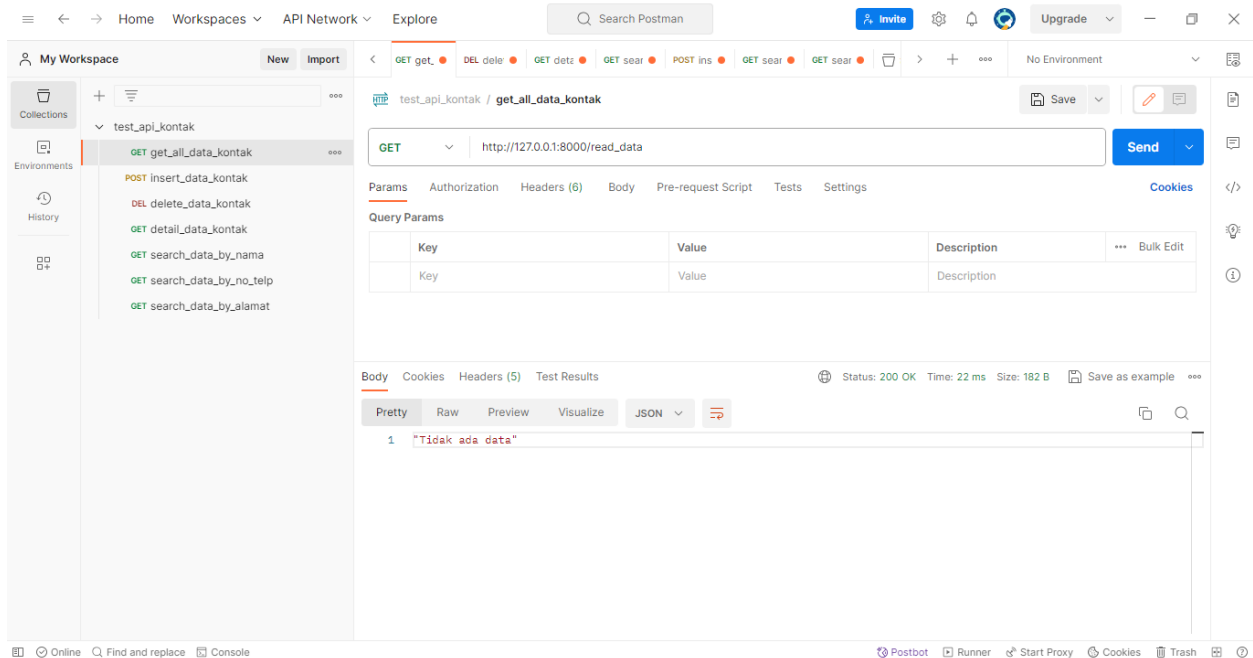 Home Workspaces API Network Explore Search Postman Invite Upgrade
My Workspace New Import GET get_ DEL dele GET deta GET sear POST ins GET sear GET sear No Environment
Collections
Environments
History
test_api_kontak
GET get_all_data_kontak
POST insert_data_kontak
DEL delete_data_kontak
GET detail_data_kontak
GET search_data_by_nama
GET search_data_by_no_telp
GET search_data_by_alamat
HTTP test_api_kontak / get_all_data_kontak Save
GET http://127.0.0.1:8000/read_data Send
Params Authorization Headers (6) Body Pre-request Script Tests Settings Cookies
Query Params
Key Value Description Bulk Edit
Key Value Description
Body Cookies Headers (5) Test Results Status: 200 OK Time: 22 ms Size: 182 B Save as example
Pretty Raw Preview Visualize JSON
1 "Tidak ada data"
Online Find and replace Console Postbot Runner Start Proxy Cookies Trash